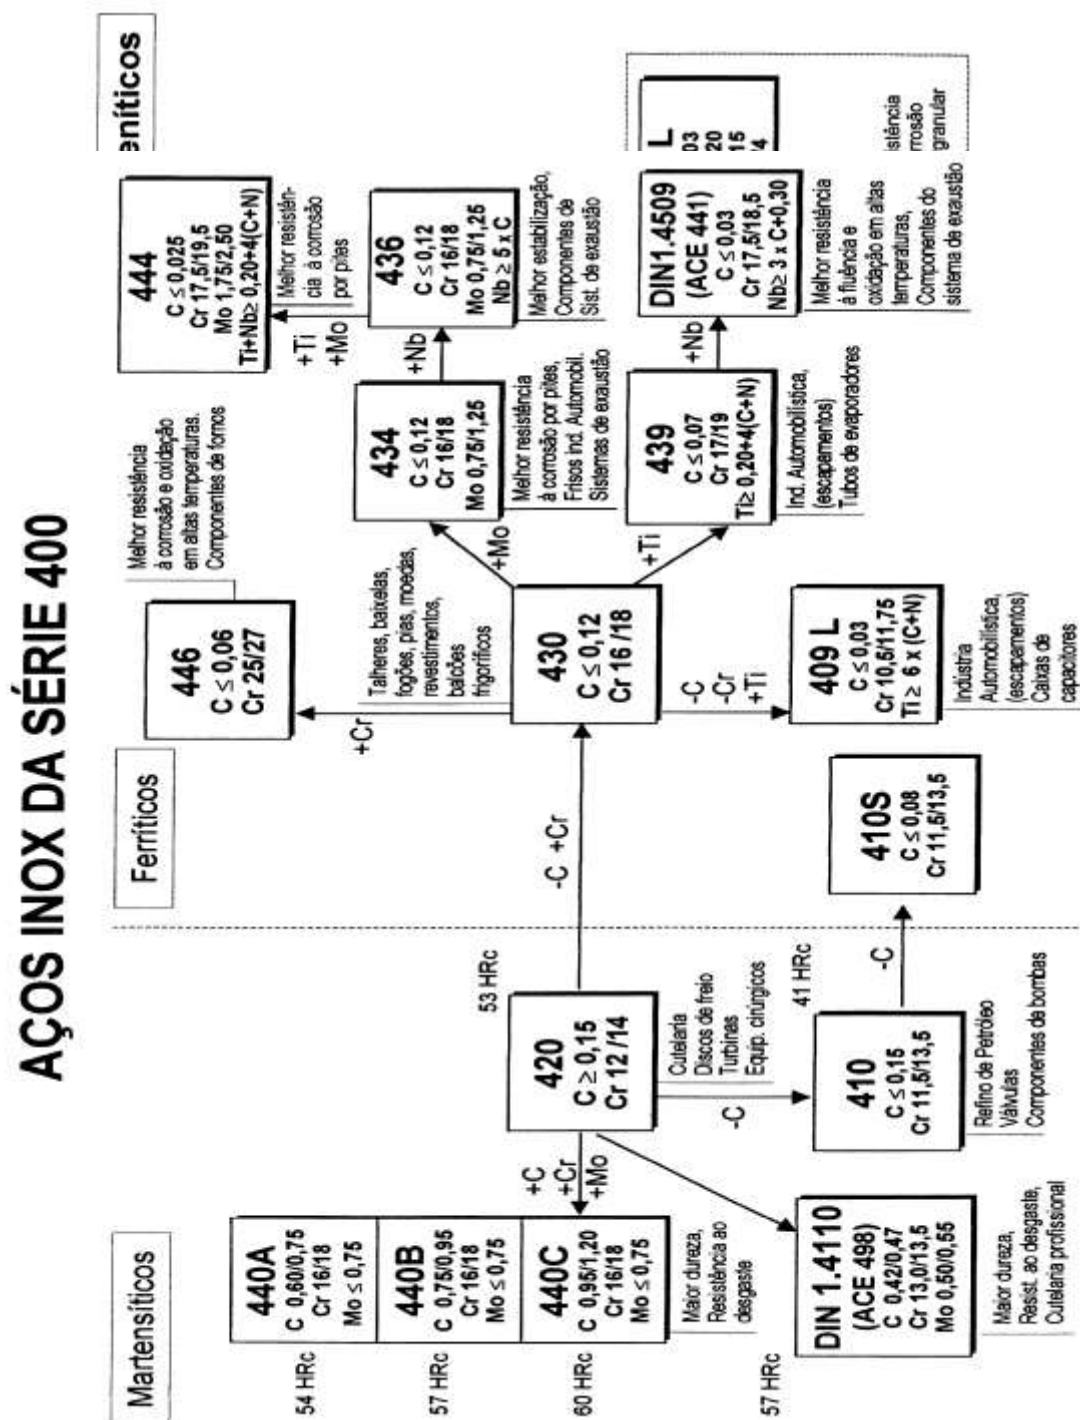 AÇOS INOX DA SÉRIE 400
Martensíticos
Ferríticos
eníticos
54 HRc
440A
C 0,60/0,75
Cr 16/18
Mo ≤ 0,75
57 HRc
440B
C 0,75/0,95
Cr 16/18
Mo ≤ 0,75
60 HRc
440C
C 0,95/1,20
Cr 16/18
Mo ≤ 0,75
Maior dureza,
Resistência ao
desgaste
57 HRc
DIN 1.4110
(ACE 498)
C 0,42/0,47
Cr 13,0/13,5
Mo 0,50/0,55
Maior dureza,
Resist. ao desgaste,
Cutelaria profissional
+C
+Cr
+Mo
53 HRc
420
C ≥ 0,15
Cr 12 /14
Cutelaria
Discos de freio
Turbinas
Equip. cirúrgicos
-C
41 HRc
410
C ≤ 0,15
Cr 11,5/13,5
Refino de Petróleo
Válvulas
Componentes de bombas
-C
410S
C ≤ 0,08
Cr 11,5/13,5
-C +Cr
446
C ≤ 0,06
Cr 25/27
Melhor resistência
à corrosão e oxidação
em altas temperaturas.
Componentes de fornos
+Cr
Talheres, baixelas,
fogões, pias, moedas,
revestimentos,
balcões
frigríficos
430
C ≤ 0,12
Cr 16 /18
-C
-Cr
+Ti
409 L
C ≤ 0,03
Cr 10,5/11,75
Ti ≥ 6 x (C+N)
Indústria
Automobilística,
(escapamentos)
Caixas de
capacitores
+Mo
434
C ≤ 0,12
Cr 16/18
Mo 0,75/1,25
Melhor resistência
à corrosão por pites,
Frisos ind. Automobil.
Sistemas de exaustão
+Ti
439
C ≤ 0,07
Cr 17/19
Ti≥ 0,20+4(C+N)
Ind. Automobilística,
(escapamentos)
Tubos de evaporadores
+Nb
436
C ≤ 0,12
Cr 16/18
Mo 0,75/1,25
Nb ≥ 5 x C
Melhor estabilização,
Componentes de
Sist. de exaustão
+Ti
+Mo
444
C ≤ 0,025
Cr 17,5/19,5
Mo 1,75/2,50
Ti+Nb≥ 0,20+4(C+N)
Melhor resistên-
cia à corrosão
por pites
+Nb
DIN1.4509
(ACE 441)
C ≤ 0,03
Cr 17,5/18,5
Nb≥ 3 x C+0,30
Melhor resistência
à fluência e
oxidação em altas
temperaturas,
Componentes do
sistema de exaustão
L
03
20
15
istência
rrosão
granular